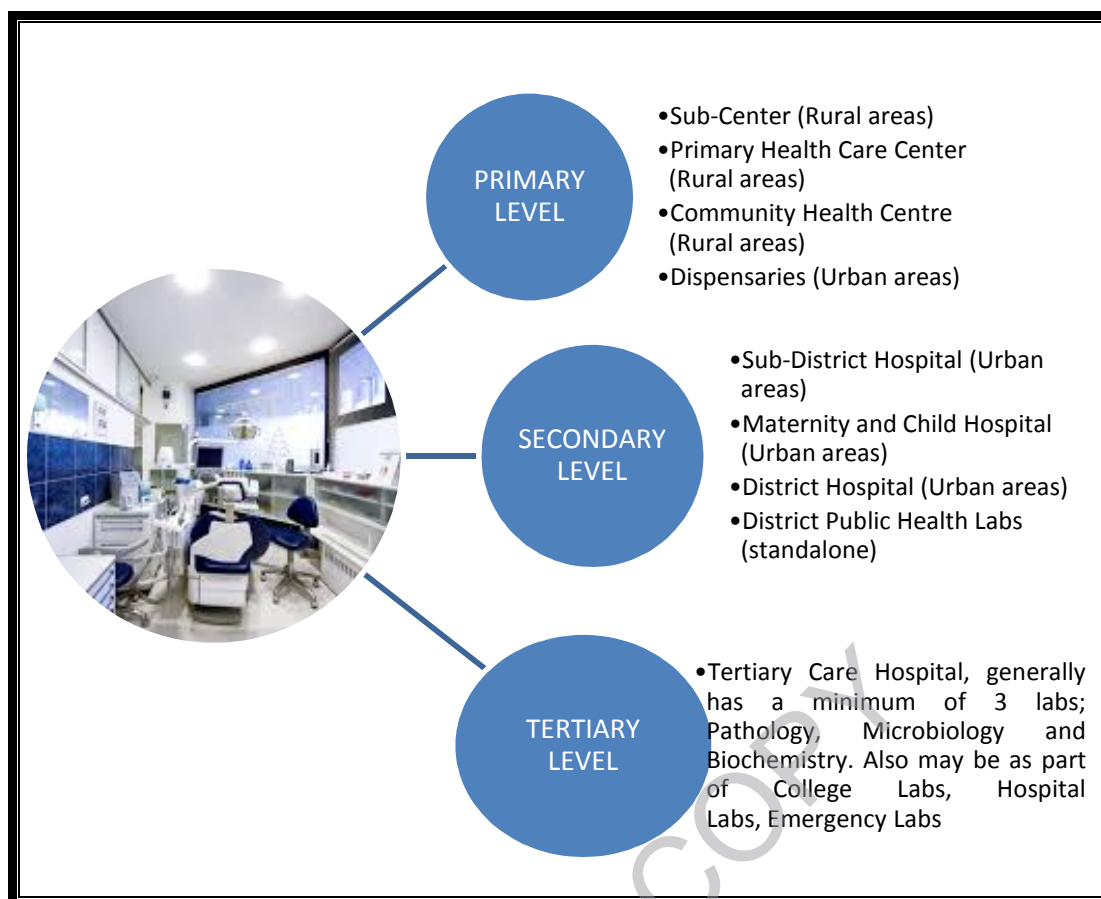 PRIMARY
LEVEL
•Sub-Center (Rural areas)
•Primary Health Care Center
(Rural areas)
•Community Health Centre
(Rural areas)
•Dispensaries (Urban areas)
SECONDARY
LEVEL
•Sub-District Hospital (Urban
areas)
•Maternity and Child Hospital
(Urban areas)
•District Hospital (Urban areas)
•District Public Health Labs
(standalone)
TERTIARY
LEVEL
•Tertiary Care Hospital, generally
has a minimum of 3 labs;
Pathology, Microbiology and
Biochemistry. Also may be as part
of College Labs, Hospital
Labs, Emergency Labs
COPY